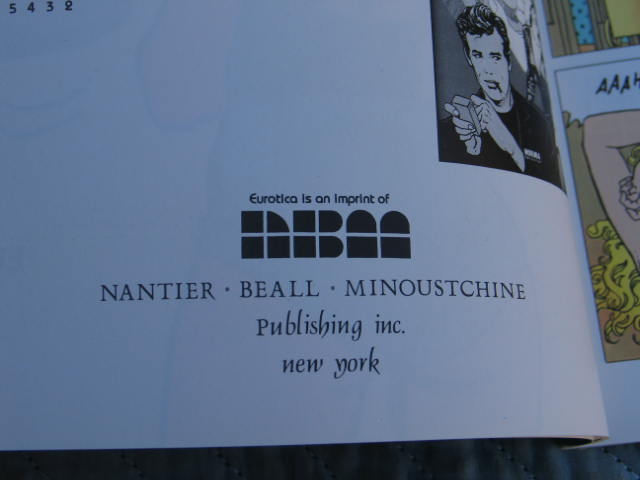 5 4 3 2
AAAH
Eurotica is an imprint of
NBM
NANTIER · BEALL · MINOUSTCHINE
Publishing inc.
new york